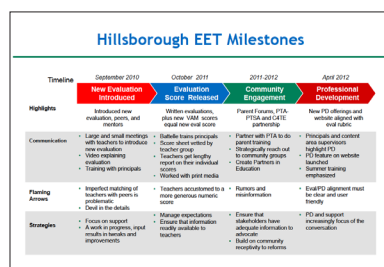 Hillsborough EET Milestones
Timeline
September 2010
October 2011
2011-2012
April 2012
New Evaluation
Introduced
Evaluation
Score Released
Community
Engagement
Professional
Development
Highlights
Introduced new
evaluation, peers, and
mentors
Written evaluations,
plus new VAM scores
equal new eval score
Parent Forums, PTA-
PTSA and C4TE
partnership
New PD offerings and
website aligned with
eval rubric
Communication
• Large and small meetings
with teachers to introduce
new evaluation
• Video explaining
evaluation
• Training with principals
• Battelle trains principals
• Score sheet vetted by
teacher group
• Teachers get lengthy
report on their individual
scores
• Worked with print media
• Partner with PTA to do
parent training
• Strategically reach out
to community groups
• Create Partners in
Education
• Principals and content
area supervisors
highlight PD
• PD feature on website
launched
• Summer training
emphasized
Flaming
Arrows
• Imperfect matching of
teachers with peers is
problematic
• Devil in the details
• Teachers accustomed to a
more generous numeric
score
• Rumors and
misinformation
• Eval/PD alignment must
be clear and user
friendly
Strategies
• Focus on support
• A work in progress, input
results in tweaks and
improvements
• Manage expectations
• Ensure that information
readily available to
teachers
• Ensure that
stakeholders have
adequate information to
advocate
• Build on community
receptivity to reforms
• PD and support
increasingly focus of the
conversation